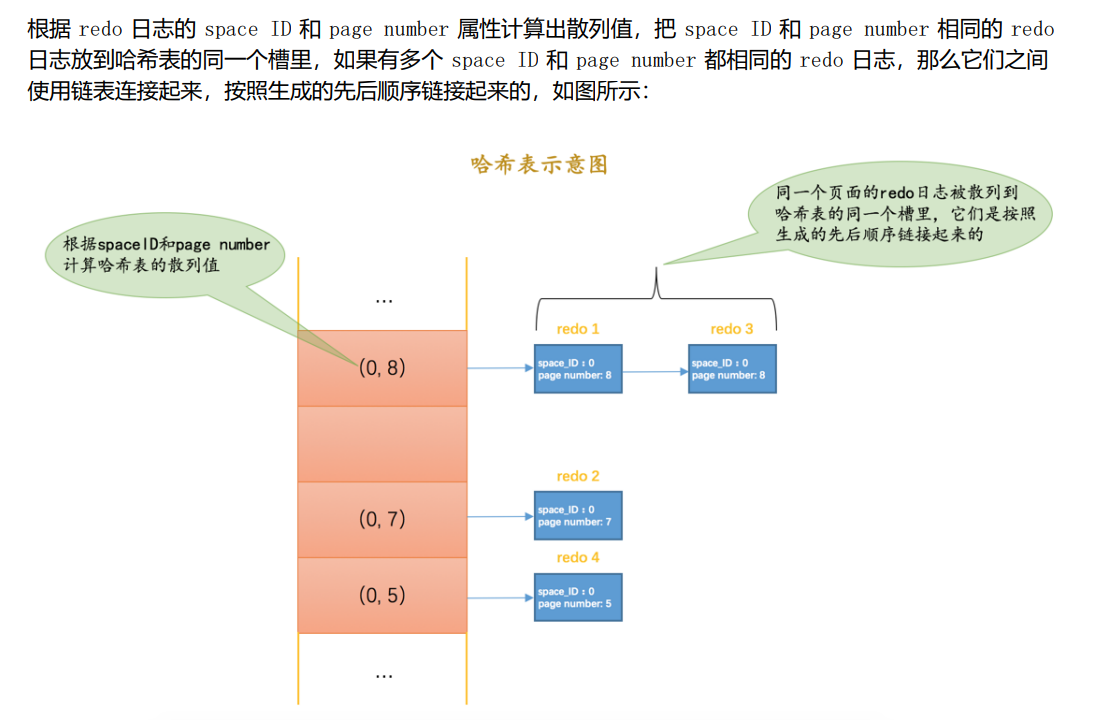 根据 redo 日志的 space ID 和 page number 属性计算出散列值，把 space ID 和 page number 相同的 redo
日志放到哈希表的同一个槽里，如果有多个 space ID 和 page number 都相同的 redo 日志，那么它们之间
使用链表连接起来，按照生成的先后顺序链接起来的，如图所示：
哈希表示意图
同一个页面的redo日志被散列到
哈希表的同一个槽里，它们是按照
生成的先后顺序链接起来的
根据spaceID和page number
计算哈希表的散列值
...
redo 1
redo 3
(0, 8)
space_ID：0
page number: 8
space_ID：0
page number: 8
redo 2
(0, 7)
space_ID：0
page number: 7
redo 4
(0, 5)
space_ID：0
page number: 5
...